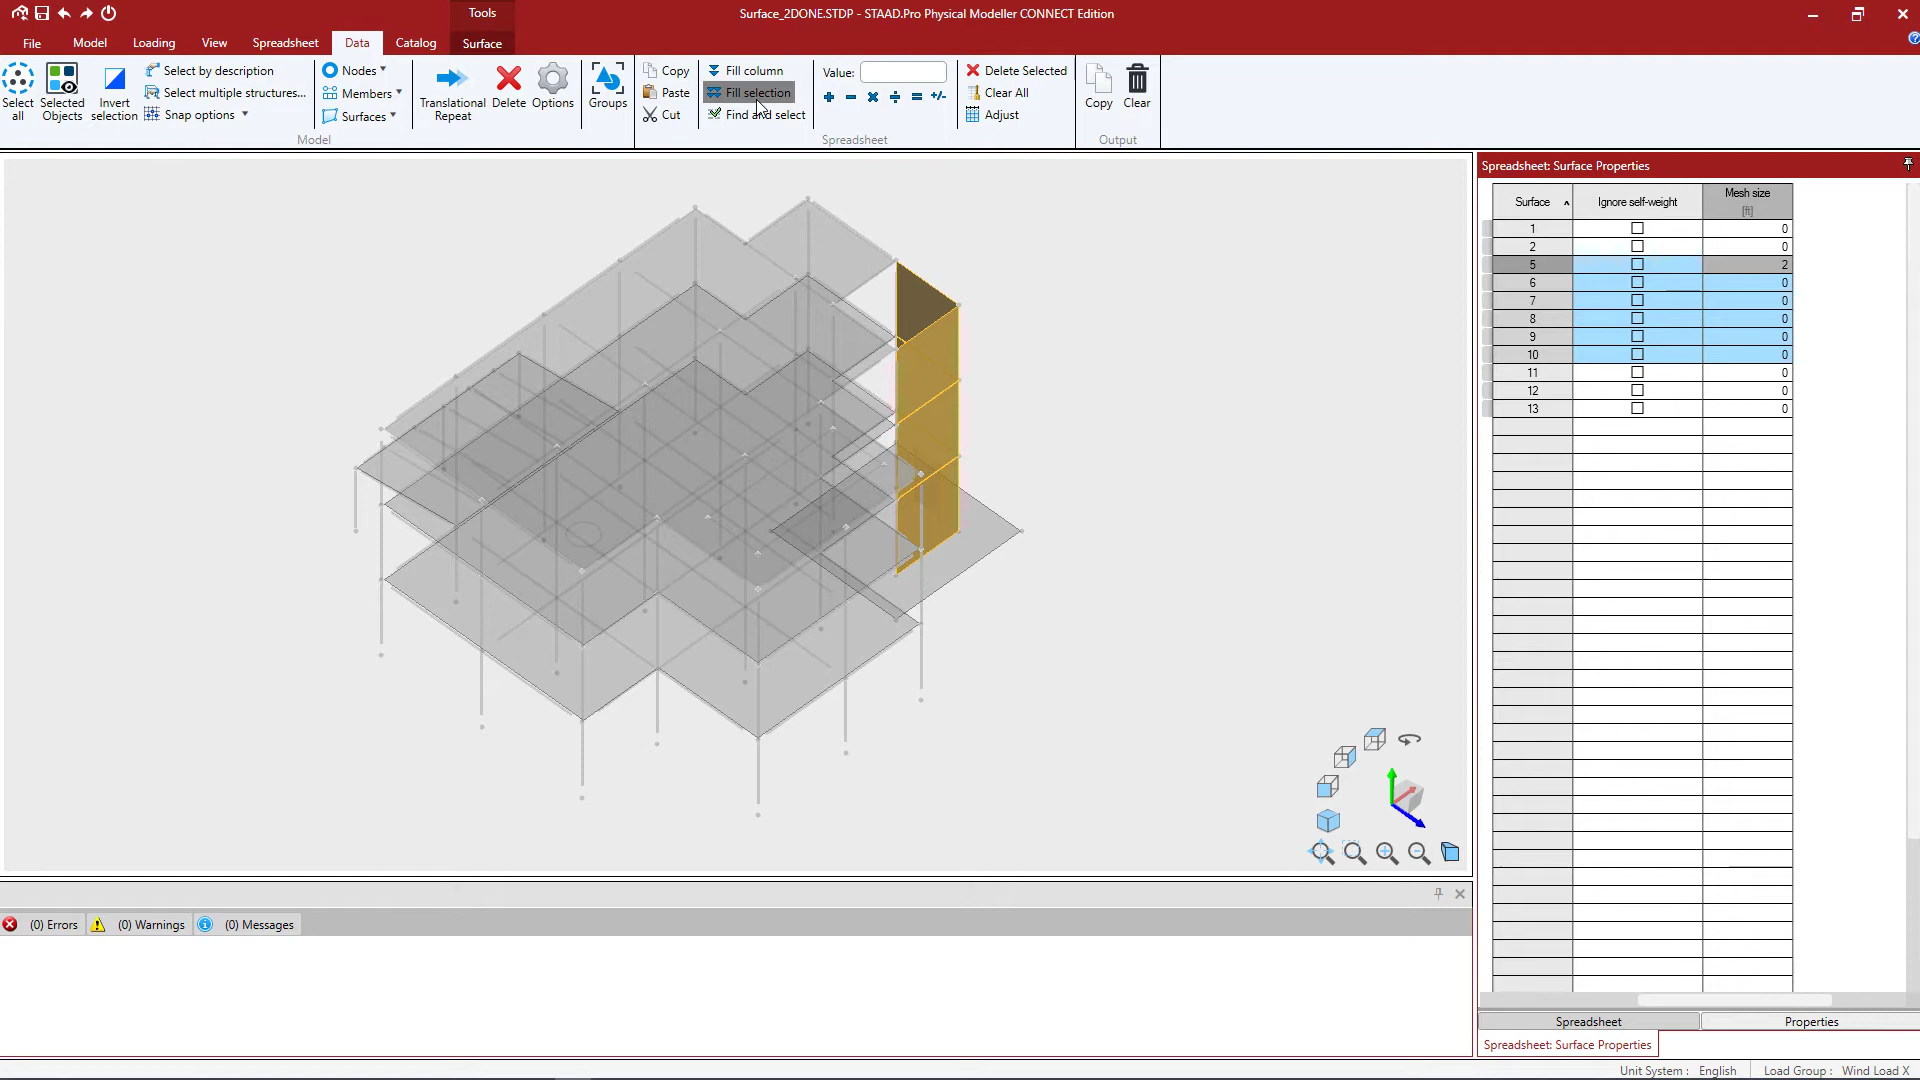 Surface_2DONE.STDP - STAAD.Pro Physical Modeller CONNECT Edition
Tools
File Model Loading View Spreadsheet Data Catalog Surface
Select all
Selected Objects
Invert selection
Select by description
Select multiple structures...
Snap options
Nodes
Members
Surfaces
Translational Repeat
Delete
Options
Groups
Copy
Paste
Cut
Fill column
Fill selection
Find and select
Value:
Delete Selected
Clear All
Adjust
Copy
Clear
Model
Spreadsheet
Output
Spreadsheet: Surface Properties
Surface Ignore self-weight Mesh size [ft]
1 0
2 0
5 2
6 0
7 0
8 0
9 0
10 0
11 0
12 0
13 0
(0) Errors (0) Warnings (0) Messages
Spreadsheet Properties
Spreadsheet: Surface Properties
Unit System : English Load Group : Wind Load X